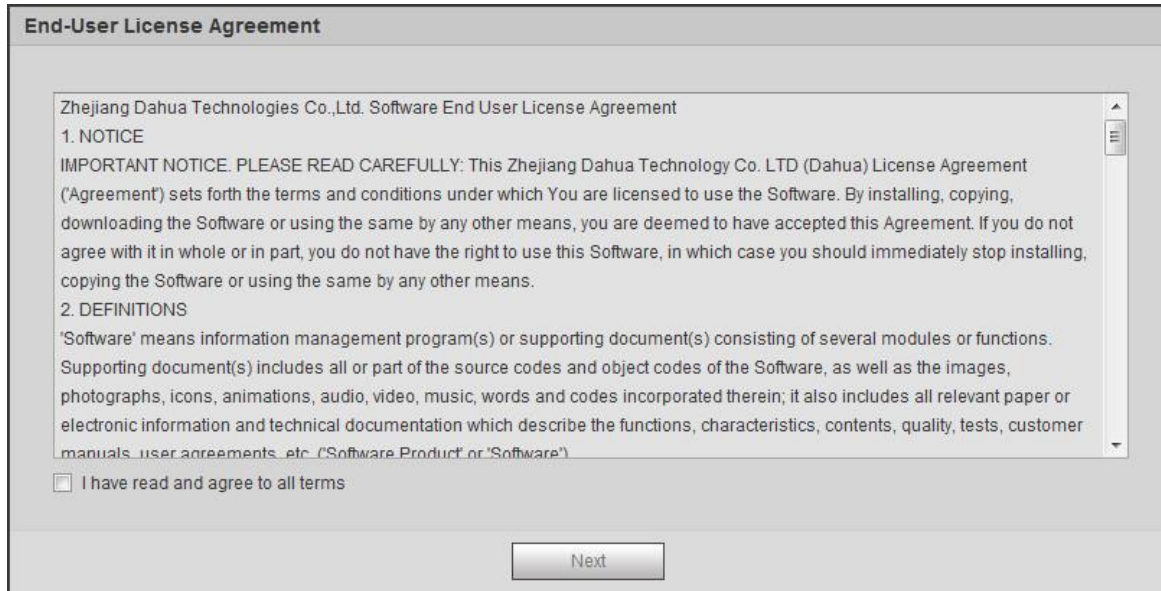 End-User License Agreement
Zhejiang Dahua Technologies Co.,Ltd. Software End User License Agreement
1. NOTICE
IMPORTANT NOTICE. PLEASE READ CAREFULLY: This Zhejiang Dahua Technology Co. LTD (Dahua) License Agreement
('Agreement') sets forth the terms and conditions under which You are licensed to use the Software. By installing, copying,
downloading the Software or using the same by any other means, you are deemed to have accepted this Agreement. If you do not
agree with it in whole or in part, you do not have the right to use this Software, in which case you should immediately stop installing,
copying the Software or using the same by any other means.
2. DEFINITIONS
'Software' means information management program(s) or supporting document(s) consisting of several modules or functions.
Supporting document(s) includes all or part of the source codes and object codes of the Software, as well as the images,
photographs, icons, animations, audio, video, music, words and codes incorporated therein; it also includes all relevant paper or
electronic information and technical documentation which describe the functions, characteristics, contents, quality, tests, customer
manuals, user agreements, etc. ('Software Product' or 'Software')
I have read and agree to all terms
Next